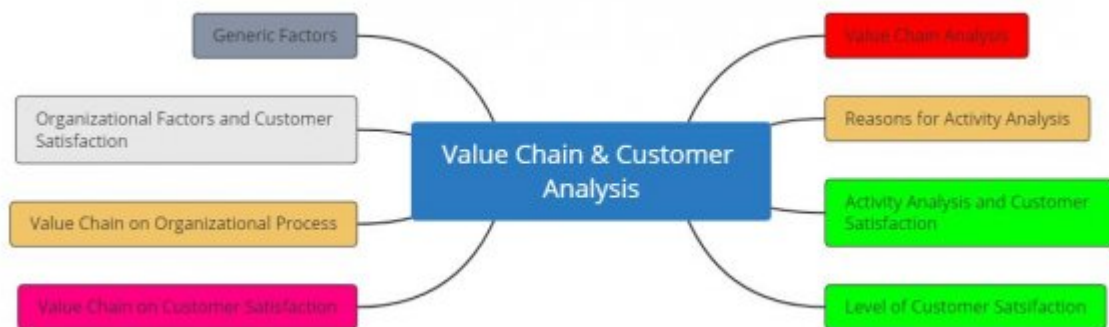 Generic Factors
Value Chain Analysis
Organizational Factors and Customer
Satisfaction
Reasons for Activity Analysis
Value Chain & Customer
Analysis
Value Chain on Organizational Process
Activity Analysis and Customer
Satisfaction
Value Chain on Customer Satisfaction
Level of Customer Satsifaction